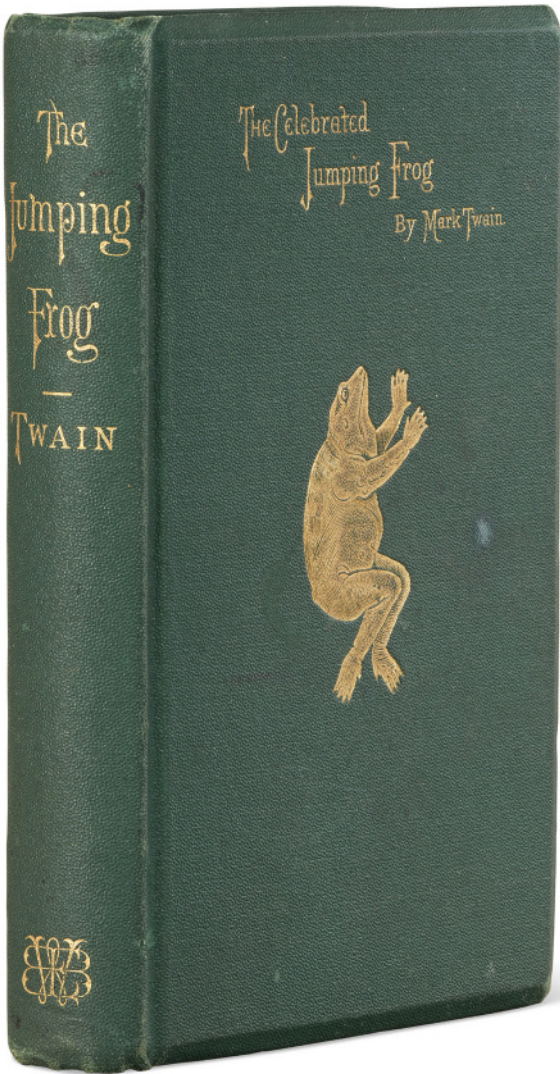 The
Jumping
Frog
—
TWAIN
The Celebrated
Jumping Frog
By Mark Twain